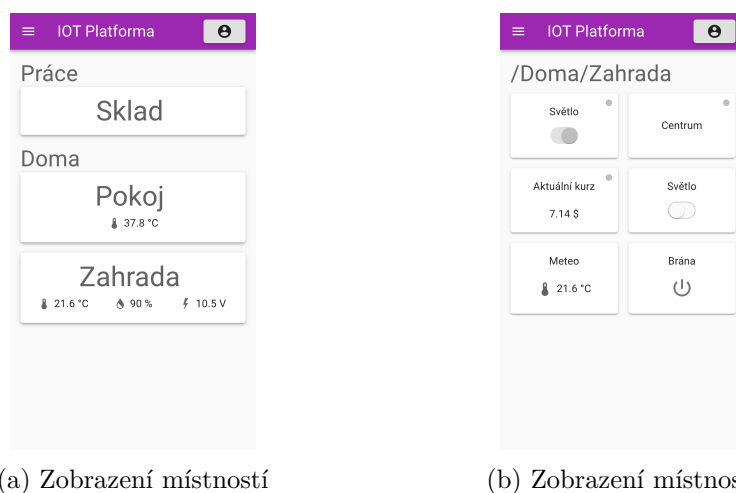 IOT Platforma
Práce
Sklad
Doma
Pokoj
37.8 °C
Zahrada
21.6 °C 90 % 10.5 V
(a) Zobrazení místností
IOT Platforma
/Doma/Zahrada
Světlo Centrum
Aktuální kurz Světlo
7.14 $
Meteo Brána
21.6 °C
(b) Zobrazení